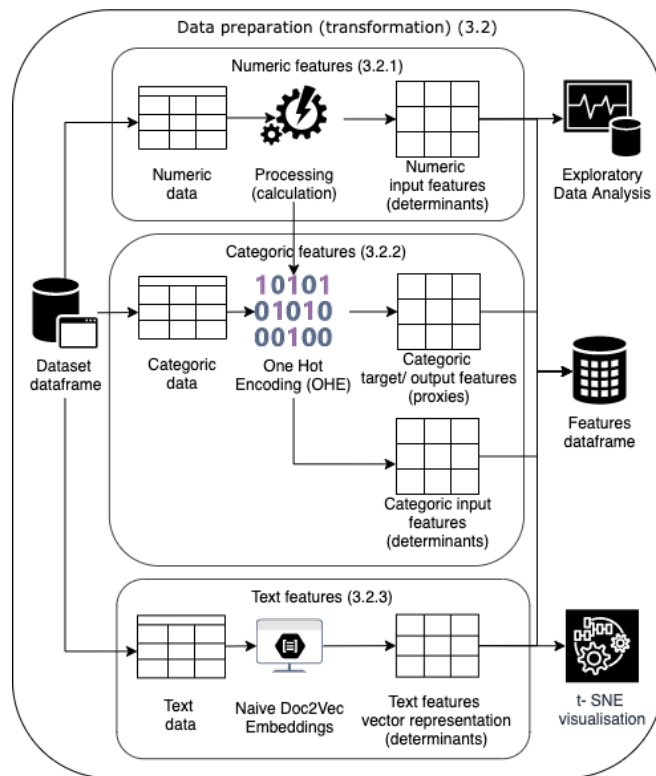 Data preparation (transformation) (3.2)
Numeric features (3.2.1)
Numeric
data
Processing
(calculation)
Numeric
input features
(determinants)
Exploratory
Data Analysis
Categoric features (3.2.2)
10101
01010
00100
Dataset
dataframe
Categoric
data
One Hot
Encoding (OHE)
Categoric
target/ output features
(proxies)
Features
dataframe
Categoric input
features
(determinants)
Text features (3.2.3)
Text
data
Naive Doc2Vec
Embeddings
Text features
vector representation
(determinants)
t- SNE
visualisation